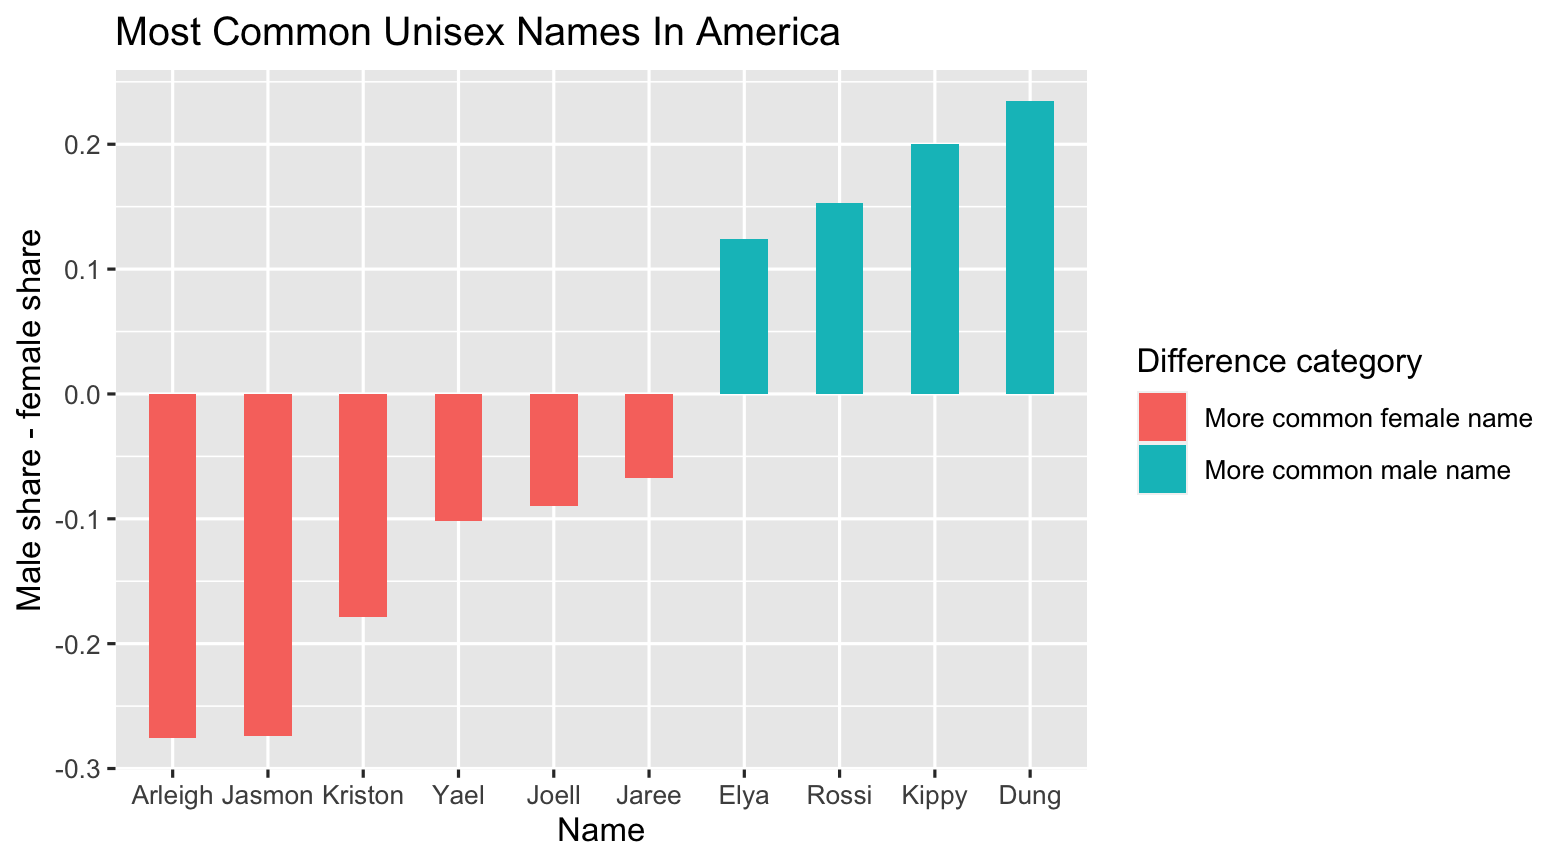 Most Common Unisex Names In America
Male share - female share
0.2
0.1
0.0
-0.1
-0.2
-0.3
Arleigh Jasmon Kriston Yael Joell Jaree Elya Rossi Kippy Dung
Name
Difference category
More common female name
More common male name